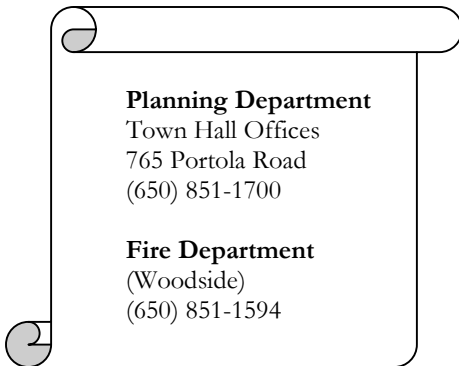 Planning Department
Town Hall Offices
765 Portola Road
(650) 851-1700
Fire Department
(Woodside)
(650) 851-1594